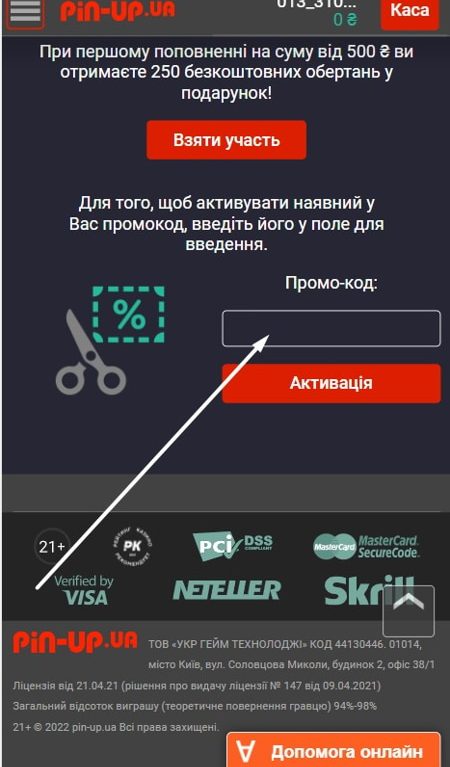 PiN-UP.UA
013_310...
0 ₴
Каса
При першому поповненні на суму від 500 ₴ ви
отримаєте 250 безкоштовних обертань у
подарунок!
Взяти участь
Для того, щоб активувати наявний у
Вас промокод, введіть його у поле для
введення.
Промо-код:
%
Активація
21+
РЕЙТИНГ КАЗИНО
РК
РЕКОМЕНДУЕТ
PCI DSS
COMPLIANT
MasterCard
MasterCard.
SecureCode.
Verified by
VISA
NETELLER
Skrill
PiN-UP.UA
ТОВ «УКР ГЕЙМ ТЕХНОЛОДЖІ» КОД 44130446. 01014,
місто Київ, вул. Соловцова Миколи, будинок 2, офіс 38/1
Ліцензія від 21.04.21 (рішення про видачу ліцензії № 147 від 09.04.2021)
Загальний відсоток виграшу (теоретичне повернення гравцю) 94%-98%
21+ © 2022 pin-up.ua Всі права захищені.
Допомога онлайн